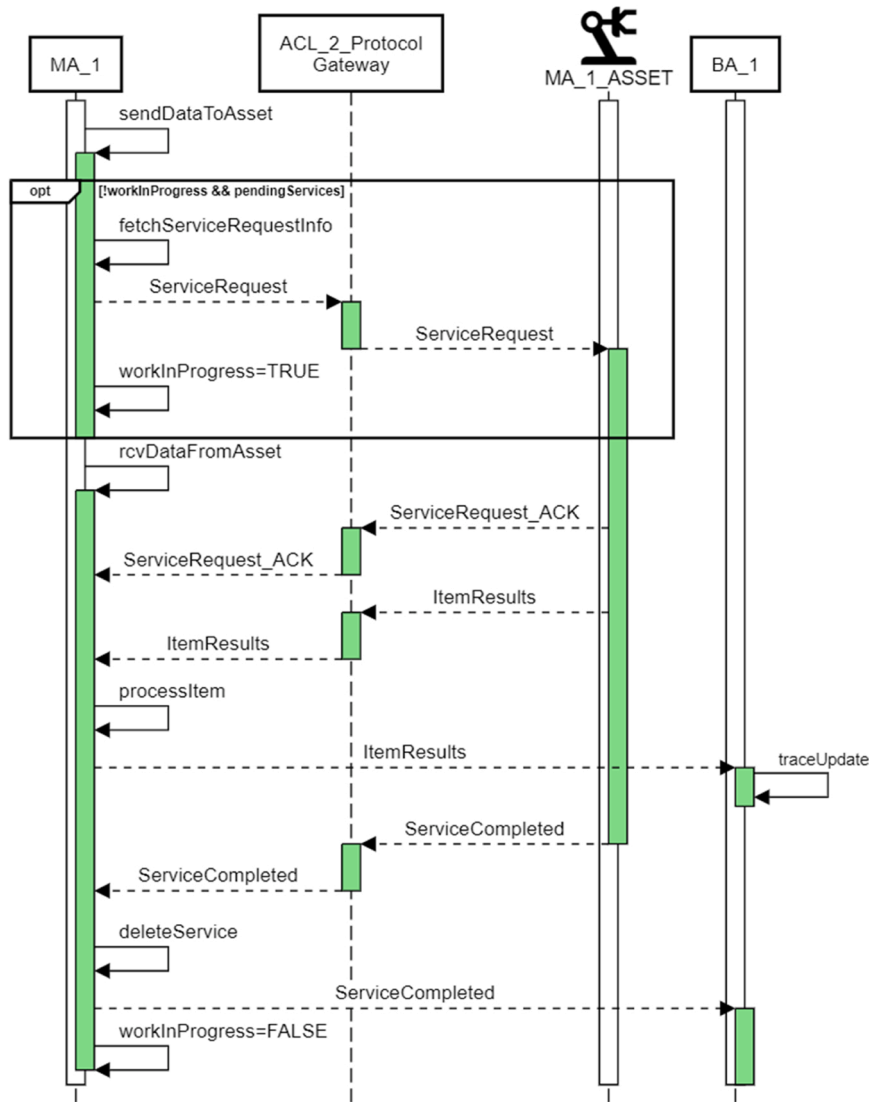 MA_1
ACL_2_Protocol
Gateway
MA_1_ASSET
BA_1
sendDataToAsset
opt
[!workInProgress && pendingServices]
fetchServiceRequestInfo
ServiceRequest
ServiceRequest
workInProgress=TRUE
rcvDataFromAsset
ServiceRequest_ACK
ServiceRequest_ACK
ItemResults
ItemResults
processItem
ItemResults
traceUpdate
ServiceCompleted
ServiceCompleted
deleteService
ServiceCompleted
workInProgress=FALSE